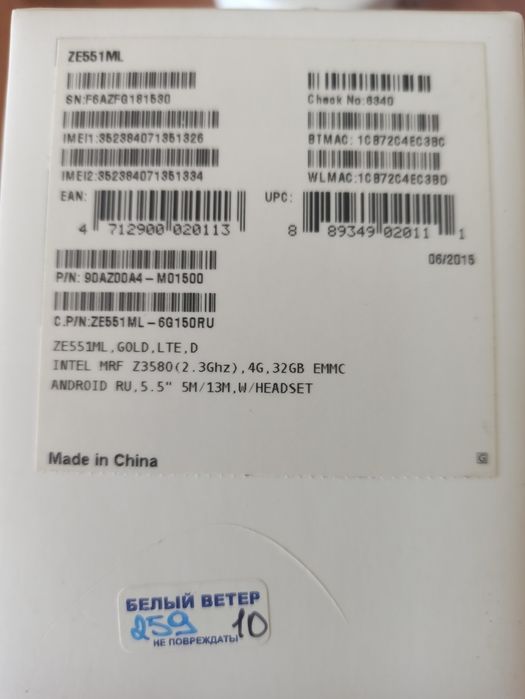 ZE551ML
SN:F6AZFG181530
Check No:6340
IMEI1:352384071351326
BTMAC: 1CB72C4EC3BC
IMEI2:352384071351334
WLMAC:1CB72C4EC3BD
EAN:
4 712900 020113
UPC:
8 89349 02011 1
06/2015
P/N: 90AZ00A4-M01500
C.P/N:ZE551ML-6G150RU
ZE551ML,GOLD,LTE,D
INTEL MRF Z3580(2.3Ghz),4G,32GB EMMC
ANDROID RU,5.5" 5M/13M,W/HEADSET
Made in China
G
БЕЛЫЙ ВЕТЕР
259 10
НЕ ПОВРЕЖДАТЬ!